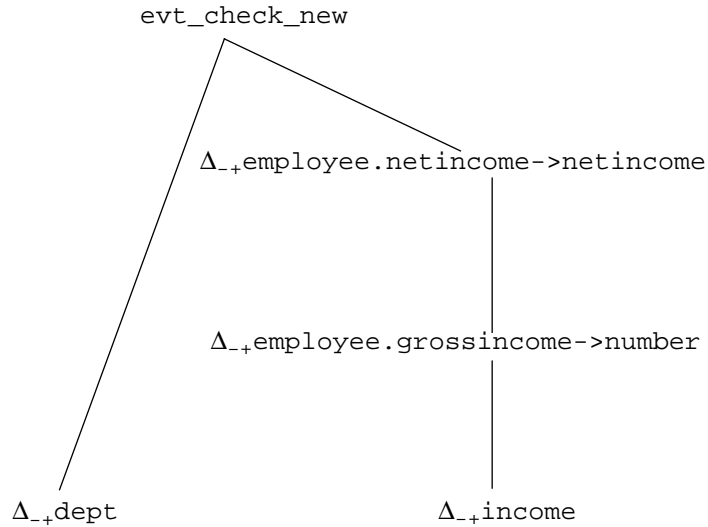 evt_check_new
Δ₋₊employee.netincome->netincome
Δ₋₊employee.grossincome->number
Δ₋₊dept
Δ₋₊income